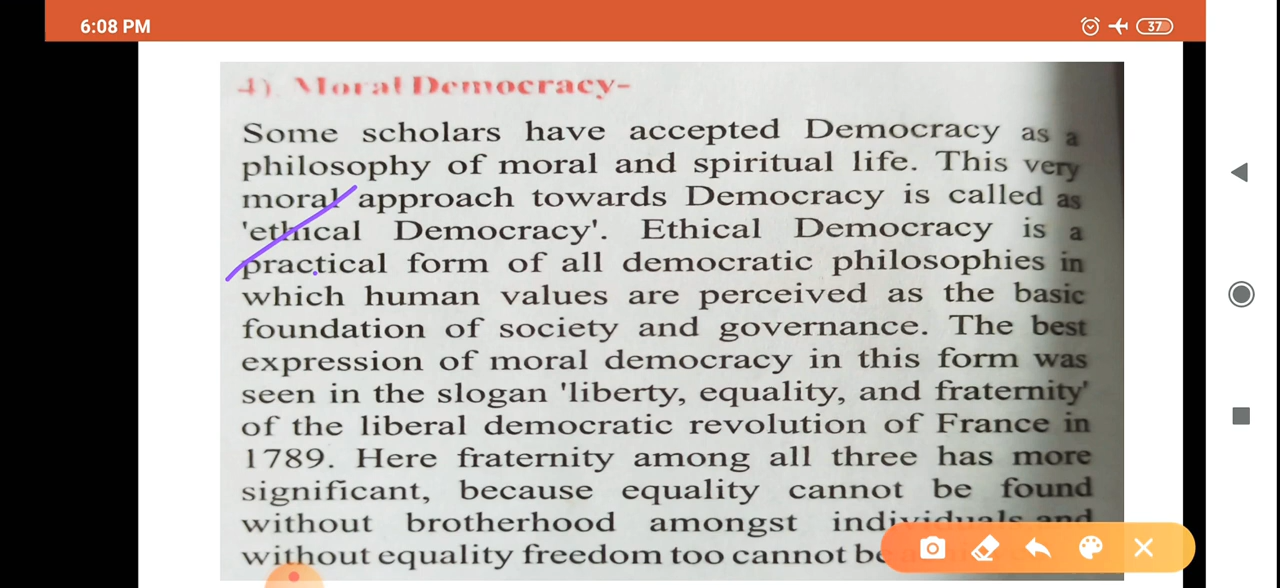 6:08 PM
37
4). Moral Democracy-
Some scholars have accepted Democracy as a
philosophy of moral and spiritual life. This very
moral approach towards Democracy is called as
'ethical Democracy'. Ethical Democracy is a
practical form of all democratic philosophies in
which human values are perceived as the basic
foundation of society and governance. The best
expression of moral democracy in this form was
seen in the slogan 'liberty, equality, and fraternity'
of the liberal democratic revolution of France in
1789. Here fraternity among all three has more
significant, because equality cannot be found
without brotherhood amongst individuals and
without equality freedom too cannot be